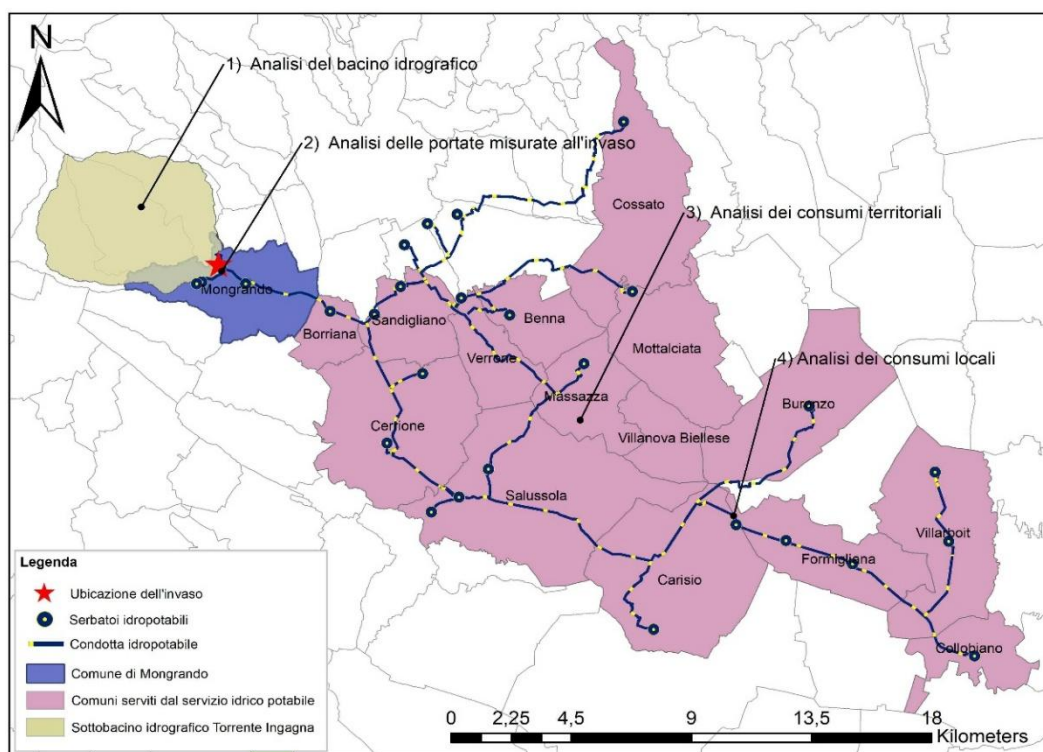 N
1) Analisi del bacino idrografico
2) Analisi delle portate misurate all'invaso
Cossato
3) Analisi dei consumi territoriali
Mongrando
Borriana
Sandigliano
Benna
Verrone
Mottalciata
4) Analisi dei consumi locali
Massazza
Buronzo
Cerrione
Villanova Biellese
Salussola
Villarboit
Formigliana
Carisio
Collobiano
Legenda
Ubicazione dell'invaso
Serbatoi idropotabili
Condotta idropotabile
Comune di Mongrando
Comuni serviti dal servizio idrico potabile
Sottobacino idrografico Torrente Ingagna
0 2,25 4,5 9 13,5 18
Kilometers